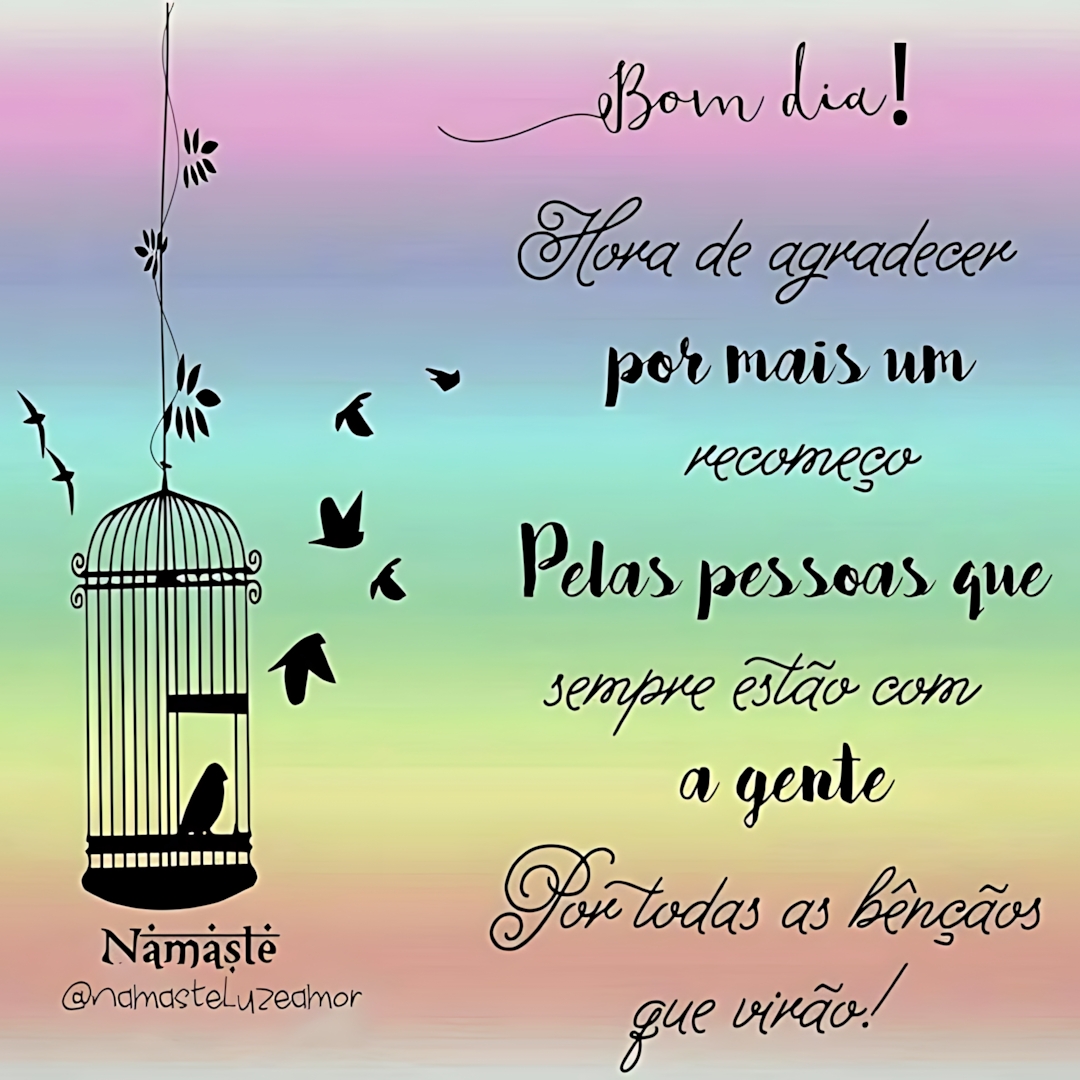 Bom dia!
Hora de agradecer
por mais um
recomeço
Pelas pessoas que
sempre estão com
a gente
Por todas as bênçãos
que virão!
Namastê
@namasteluzeamor